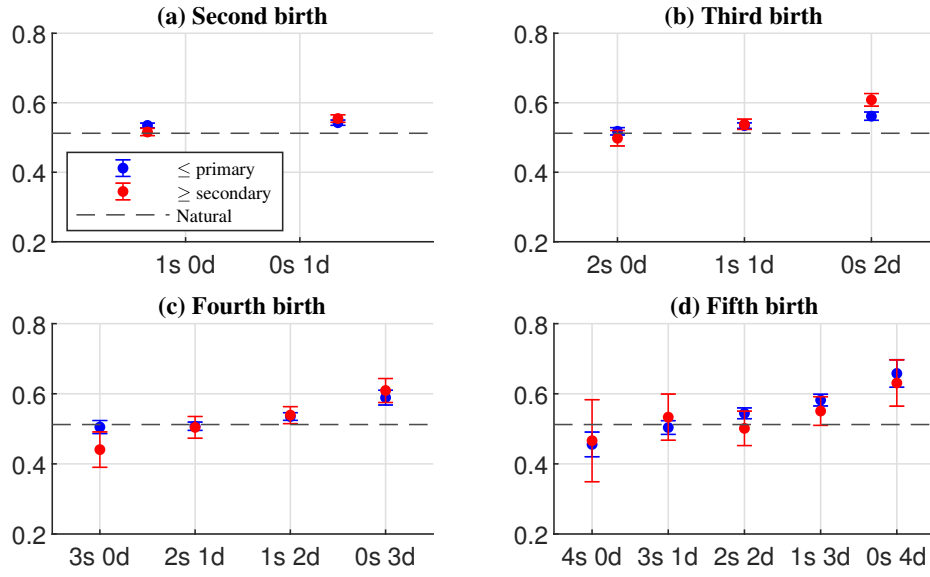 (a) Second birth
0.8
0.6
0.4
0.2
≤ primary
≥ secondary
Natural
1s 0d 0s 1d
(b) Third birth
0.8
0.6
0.4
0.2
2s 0d 1s 1d 0s 2d
(c) Fourth birth
0.8
0.6
0.4
0.2
3s 0d 2s 1d 1s 2d 0s 3d
(d) Fifth birth
0.8
0.6
0.4
0.2
4s 0d 3s 1d 2s 2d 1s 3d 0s 4d